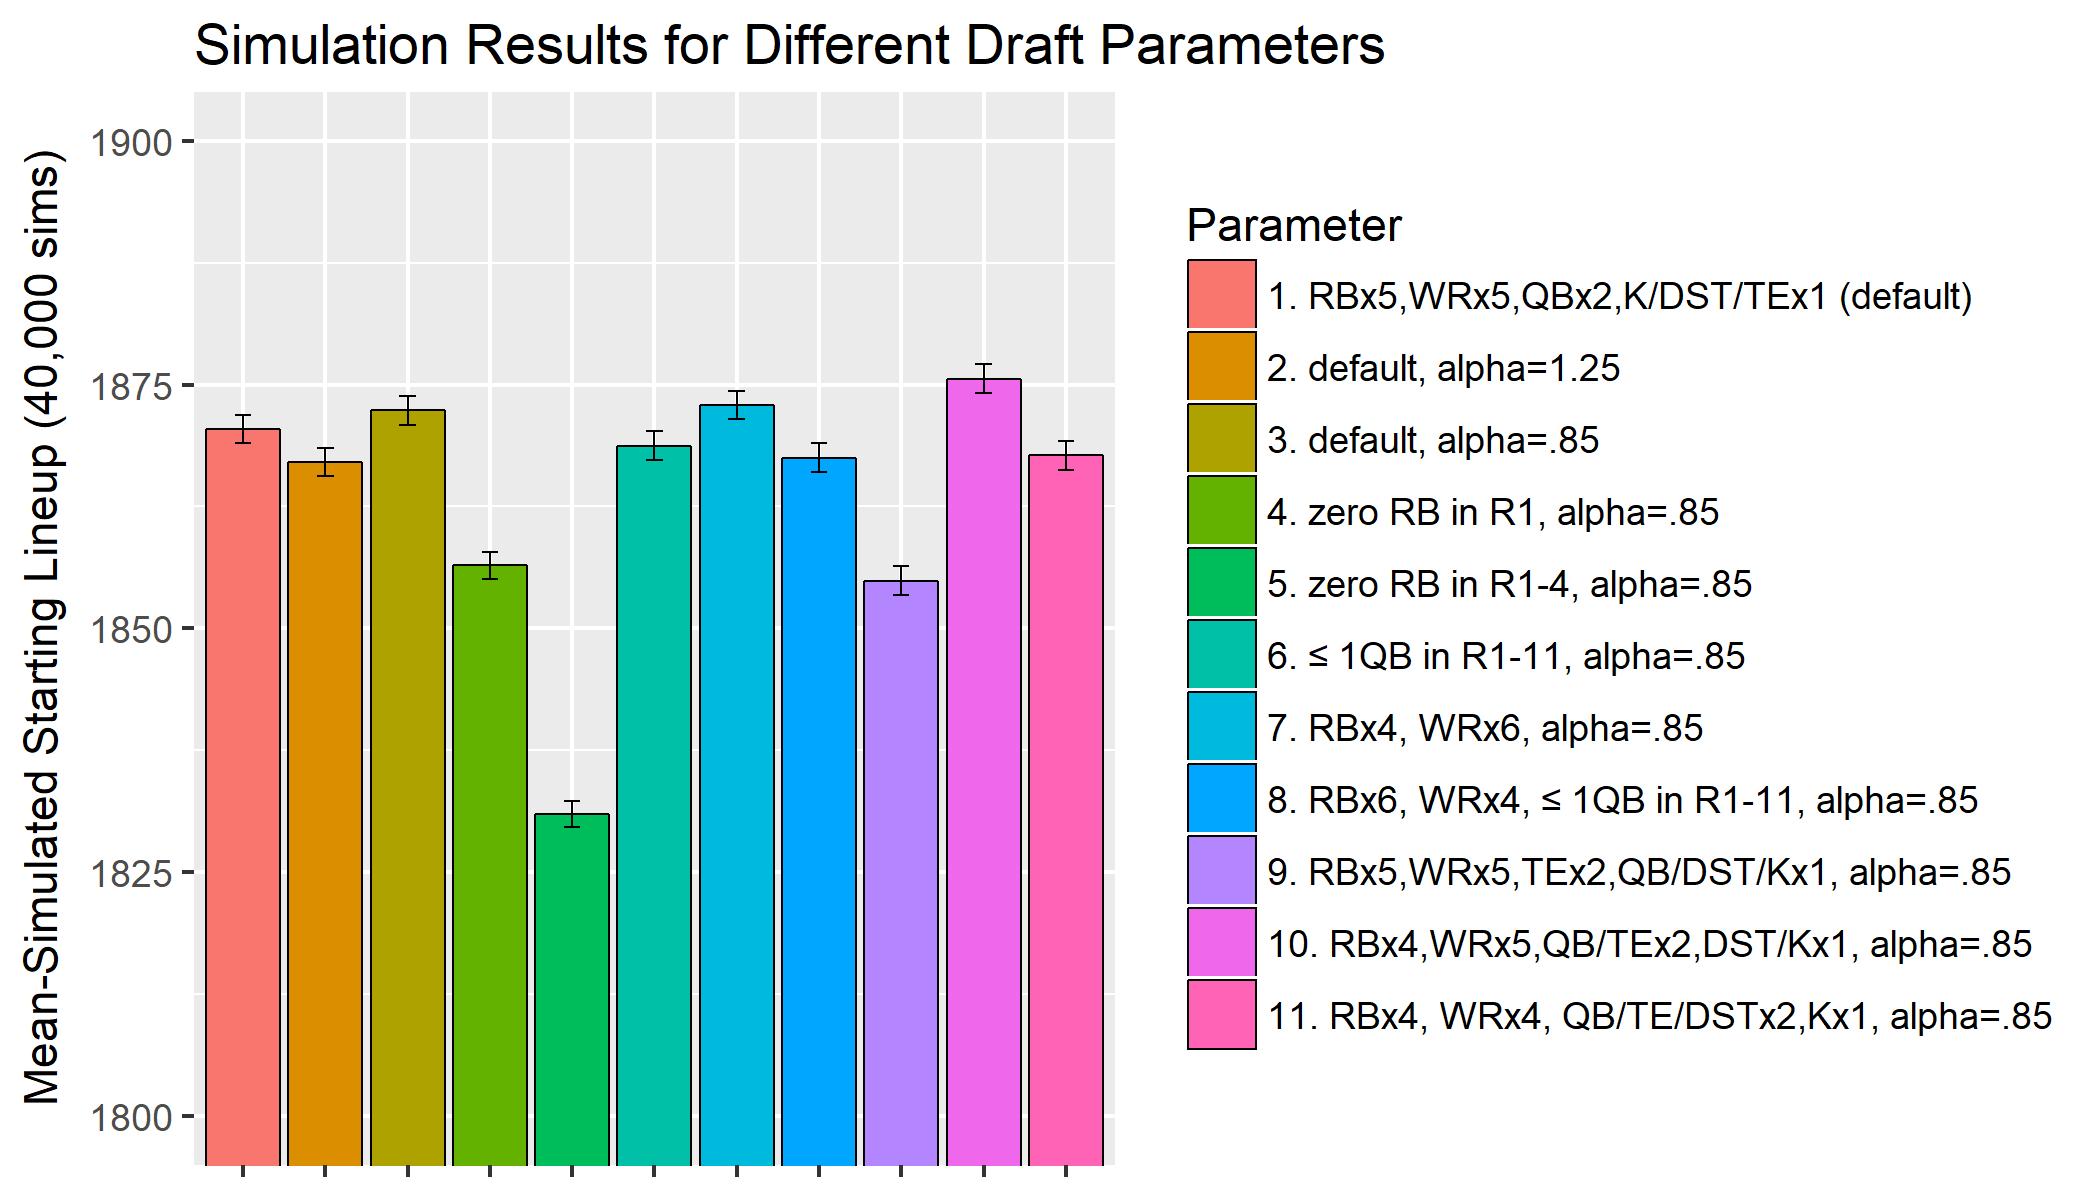 Simulation Results for Different Draft Parameters
Mean-Simulated Starting Lineup (40,000 sims)
1900
1875
1850
1825
1800
Parameter
1. RBx5,WRx5,QBx2,K/DST/TEx1 (default)
2. default, alpha=1.25
3. default, alpha=.85
4. zero RB in R1, alpha=.85
5. zero RB in R1-4, alpha=.85
6. ≤ 1QB in R1-11, alpha=.85
7. RBx4, WRx6, alpha=.85
8. RBx6, WRx4, ≤ 1QB in R1-11, alpha=.85
9. RBx5,WRx5,TEx2,QB/DST/Kx1, alpha=.85
10. RBx4,WRx5,QB/TEx2,DST/Kx1, alpha=.85
11. RBx4, WRx4, QB/TE/DSTx2,Kx1, alpha=.85